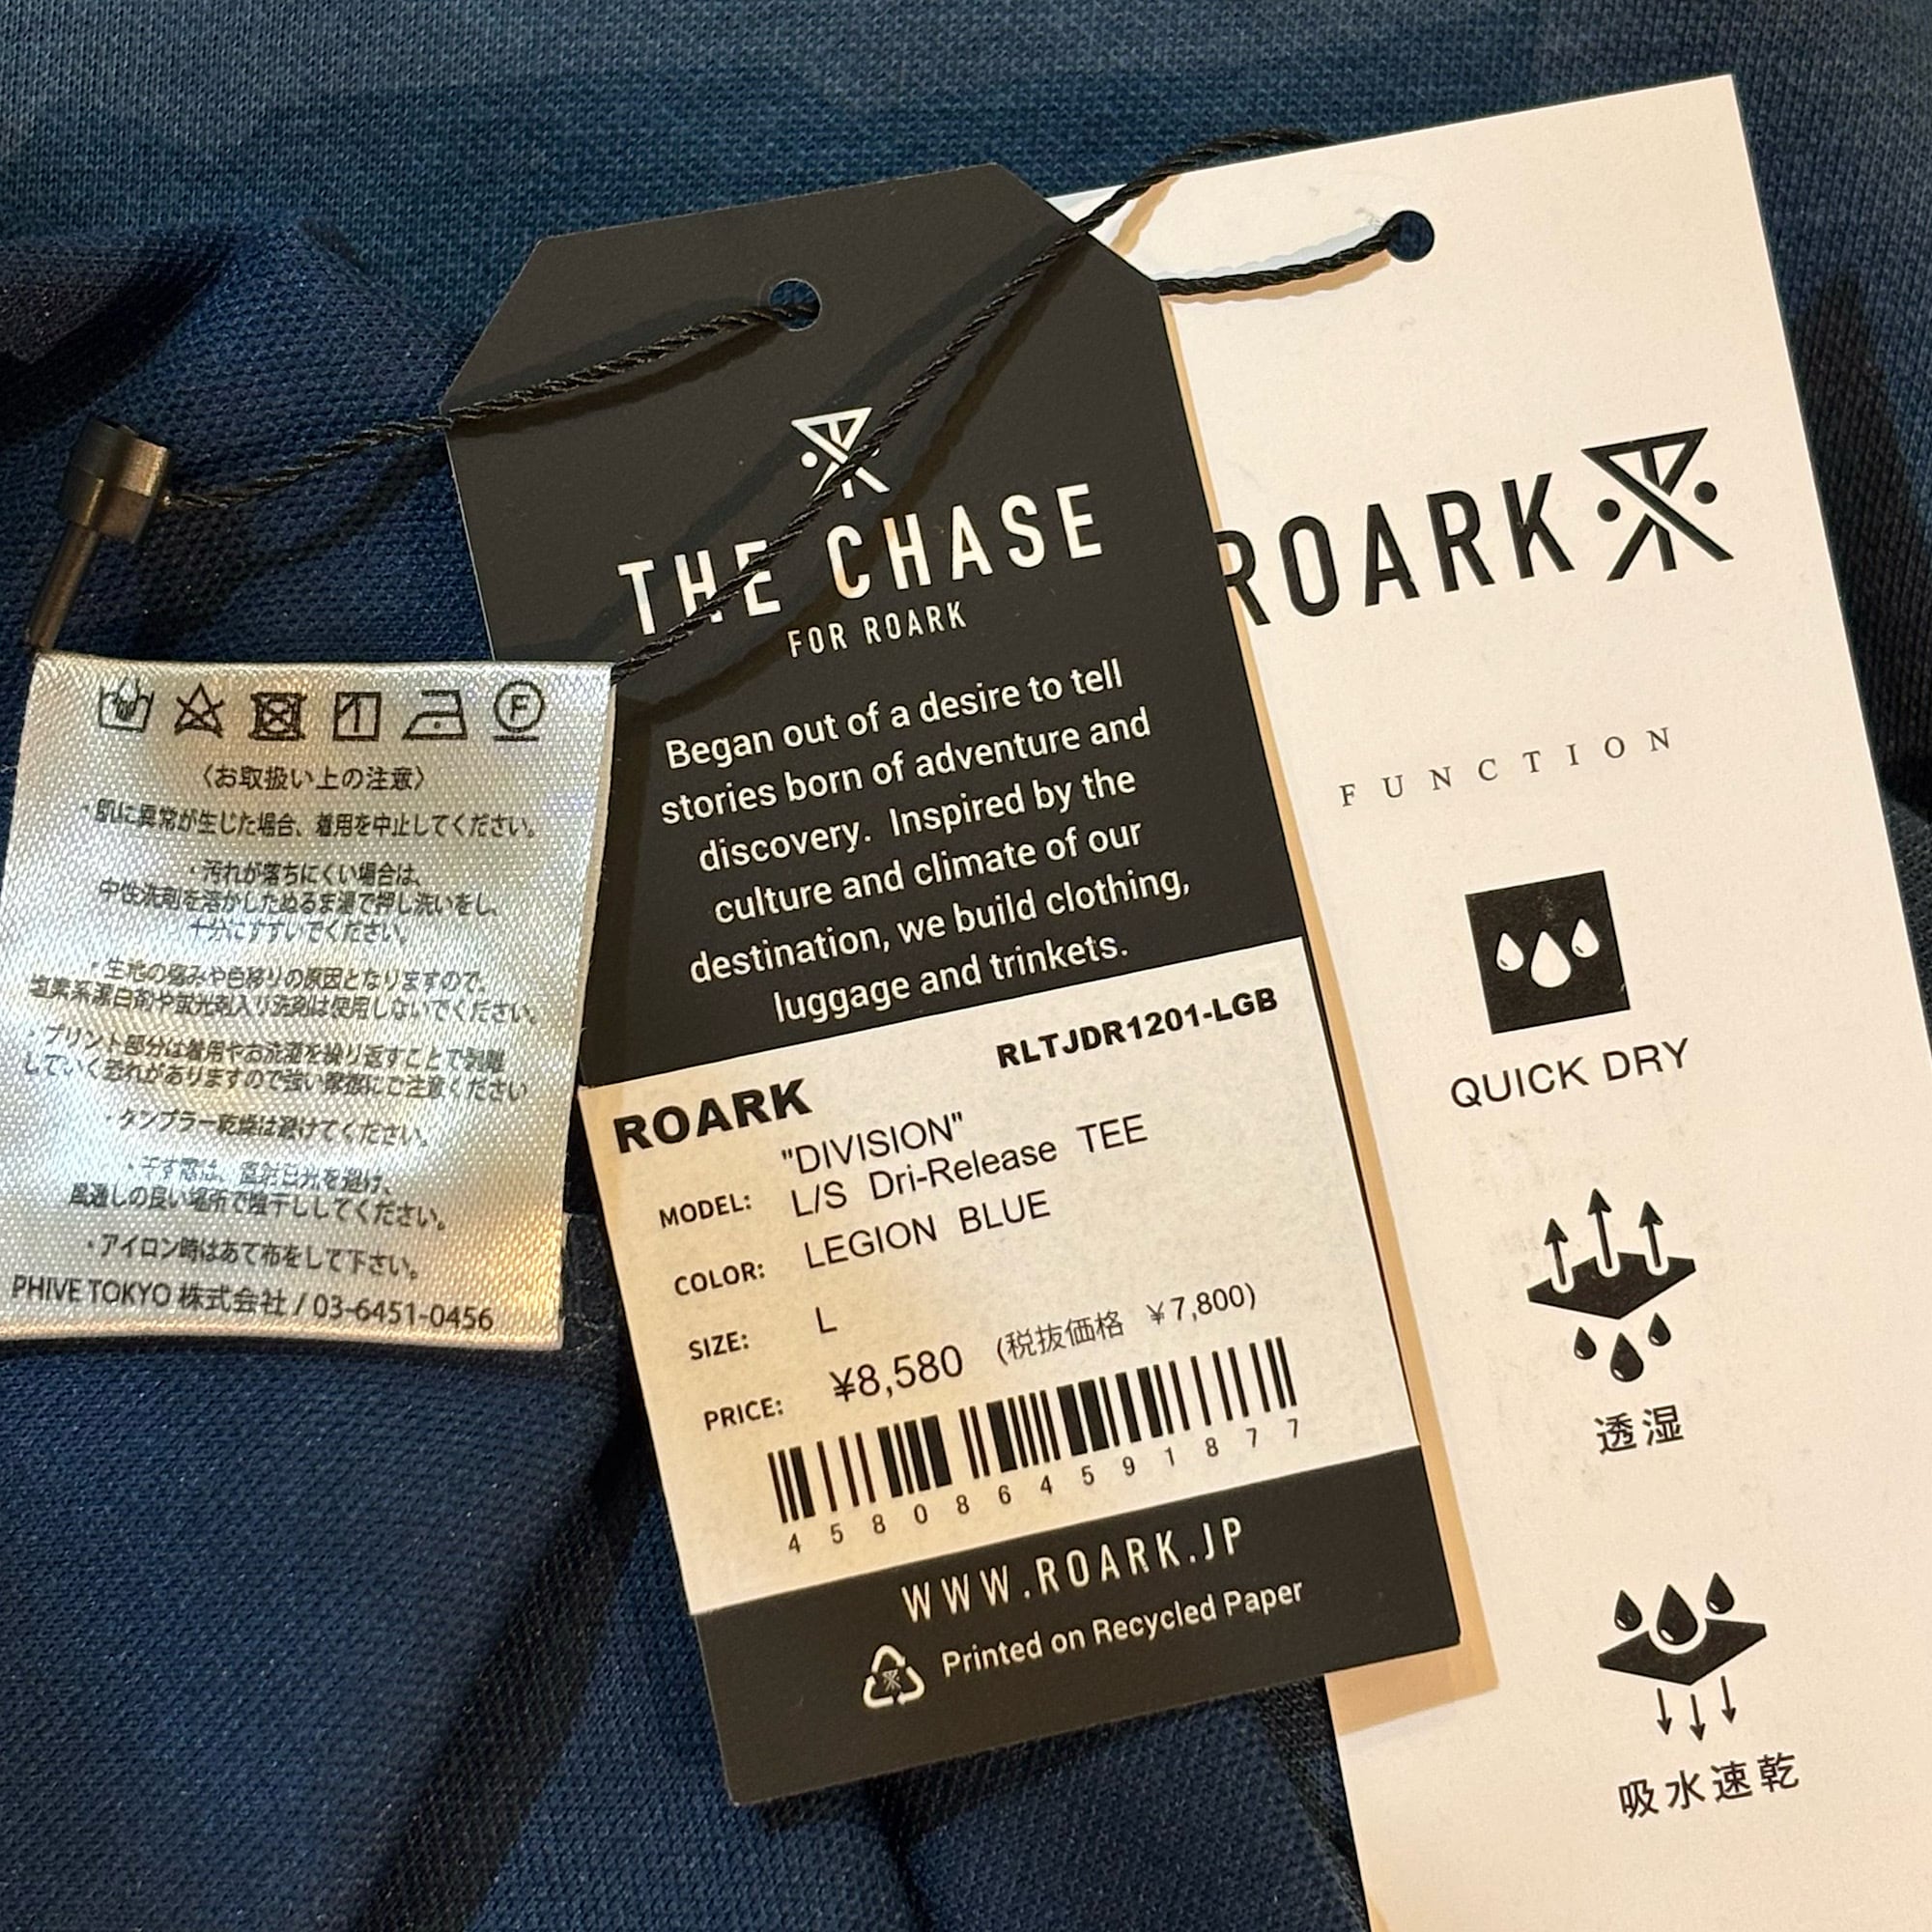 〈お取扱い上の注意〉
・肌に異常が生じた場合、着用を中止してください。
・汚れが落ちにくい場合は、
中性洗剤を溶かしたぬるま湯で押し洗いをし、
十分にすすいでください。
・生地の痛みや色移りの原因となりますので、
塩素系漂白剤や蛍光剤入り洗剤は使用しないでください。
・プリント部分は着用やお洗濯を繰り返すことで剥離
していく恐れがありますので強い摩擦にご注意ください
・タンブラー乾燥は避けてください。
・干す際は、直射日光を避け、
風通しの良い場所で陰干ししてください。
・アイロン時はあて布をして下さい。
PHIVE TOKYO 株式会社 / 03-6451-0456
THE CHASE
FOR ROARK
Began out of a desire to tell
stories born of adventure and
discovery. Inspired by the
culture and climate of our
destination, we build clothing,
luggage and trinkets.
RLTJDR1201-LGB
ROARK
"DIVISION"
MODEL: L/S Dri-Release TEE
COLOR: LEGION BLUE
SIZE: L
PRICE: ¥8,580 (税抜価格 ¥7,800)
4580864591877
WWW.ROARK.JP
Printed on Recycled Paper
ROARK
FUNCTION
QUICK DRY
透湿
吸水速乾